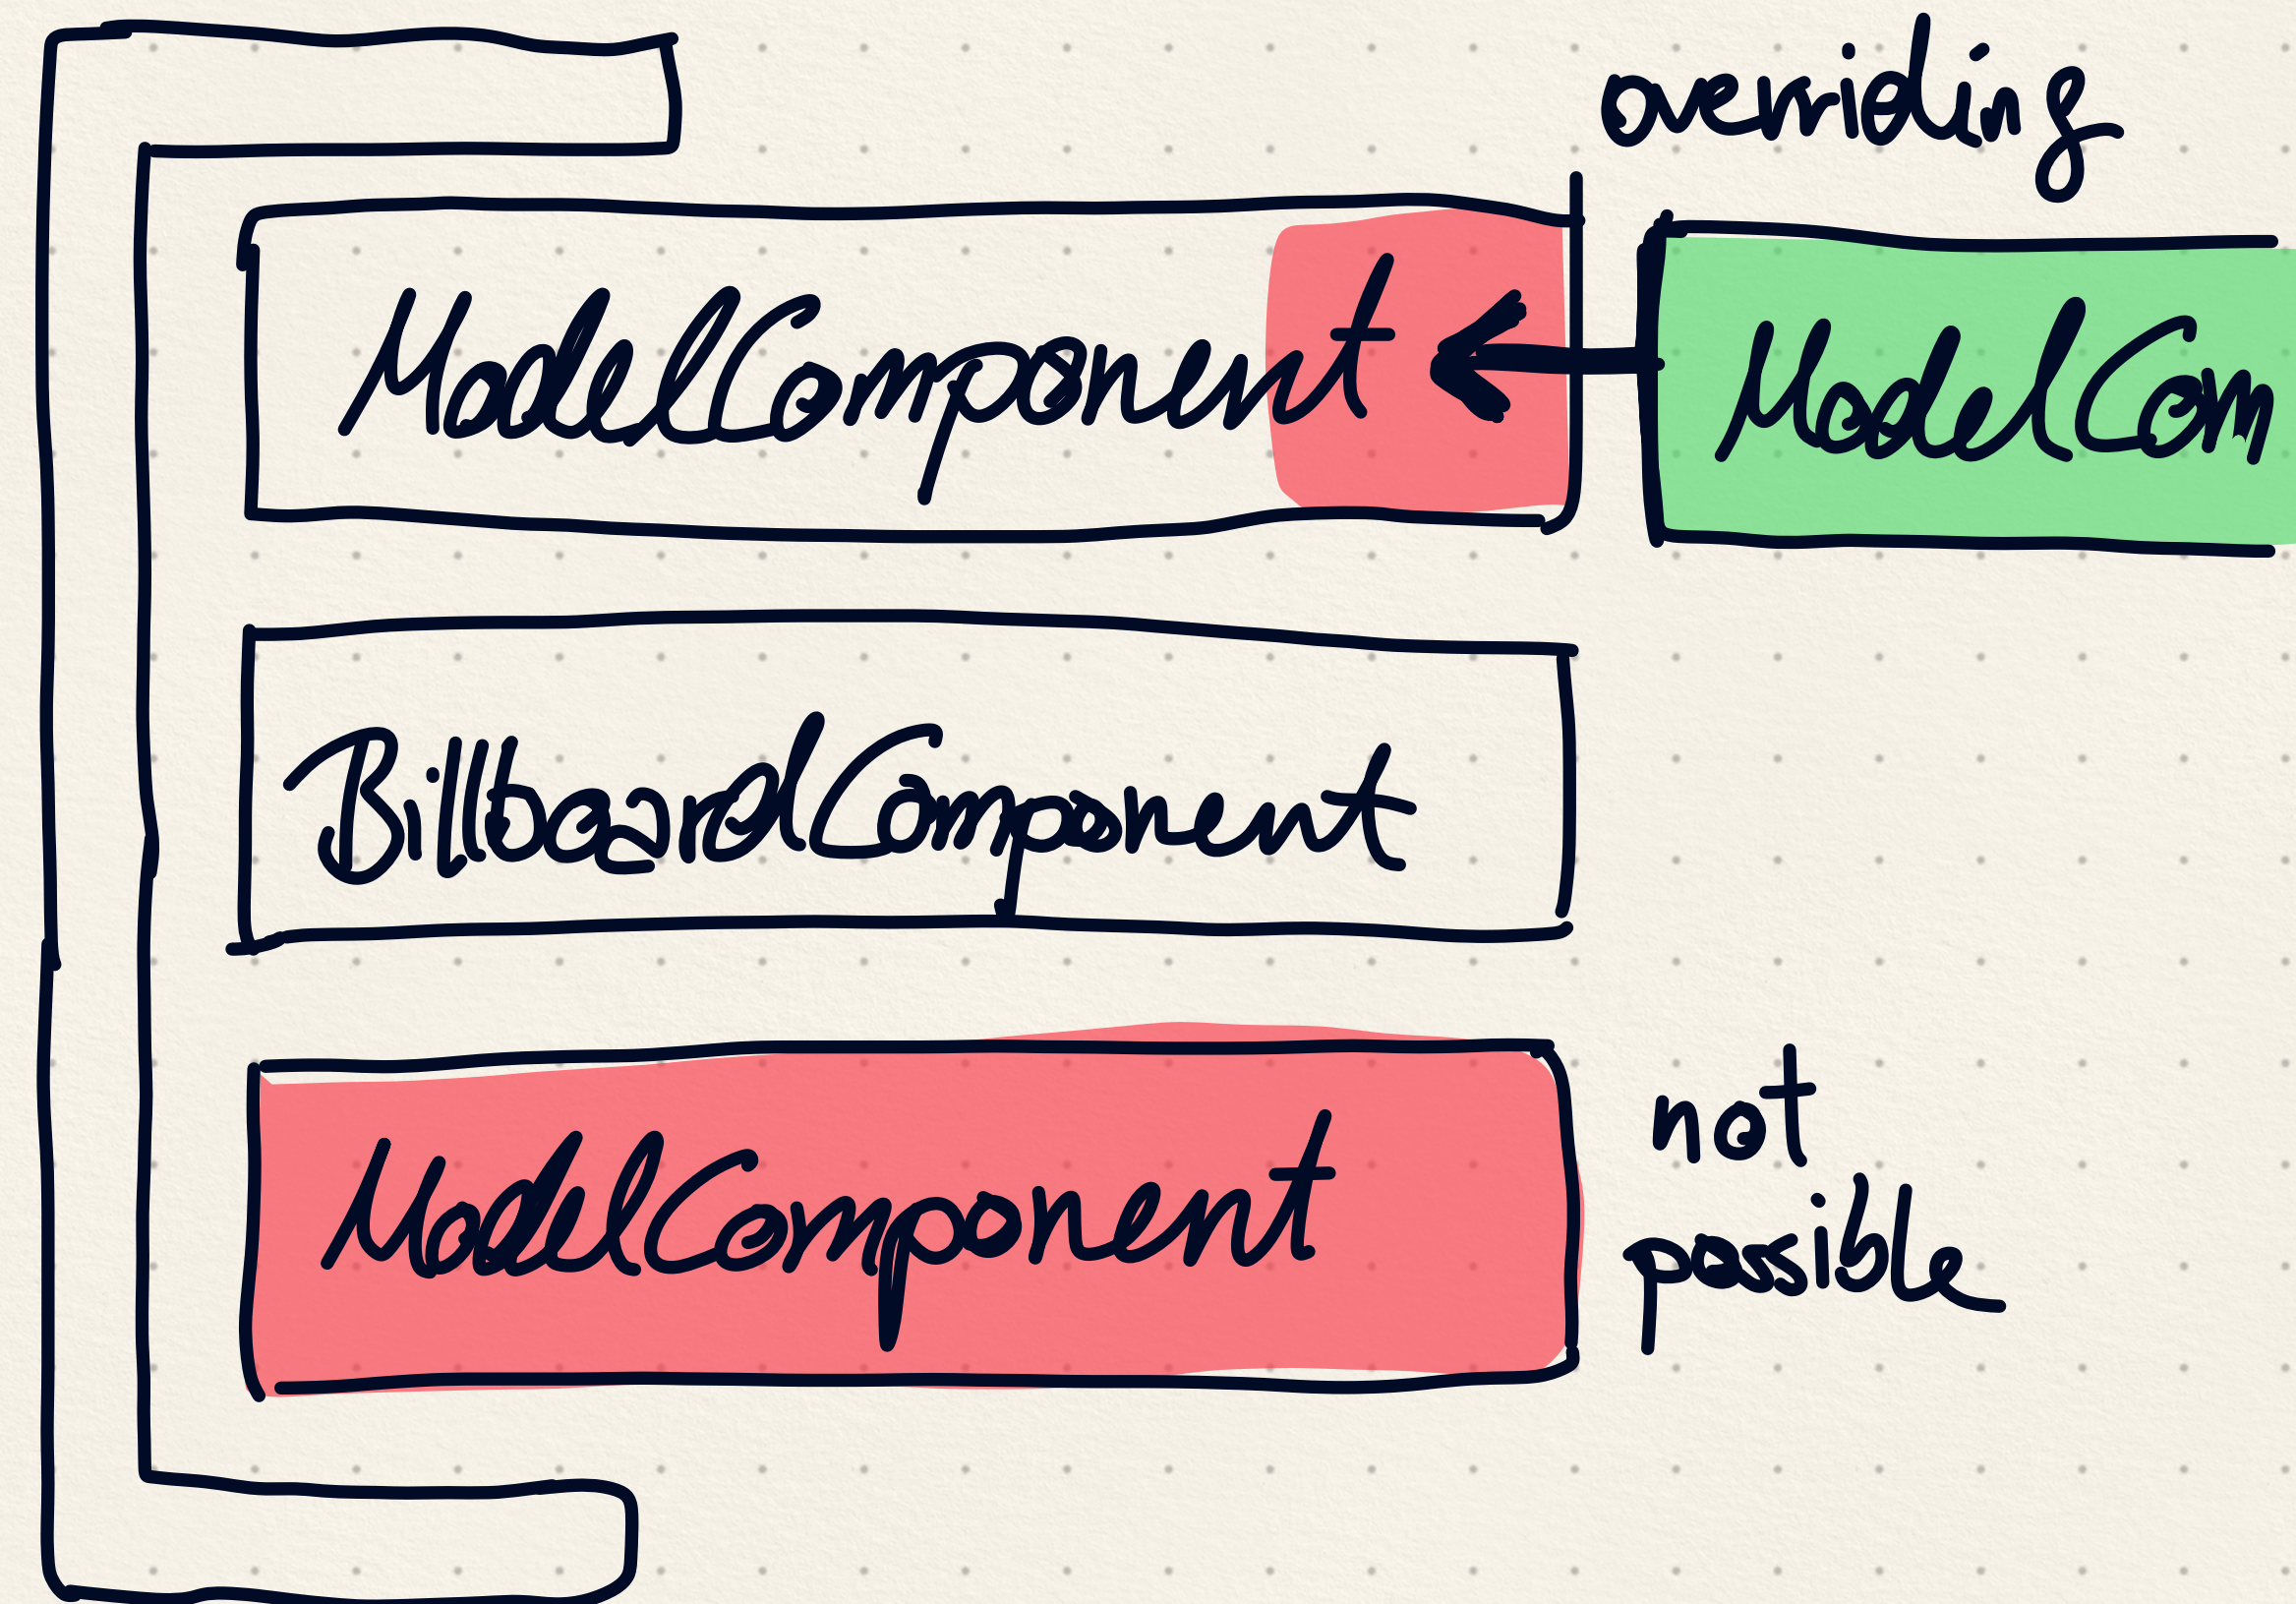 overriding
ModelComponent
ModelCom
BillboardComponent
ModelComponent
not
possible